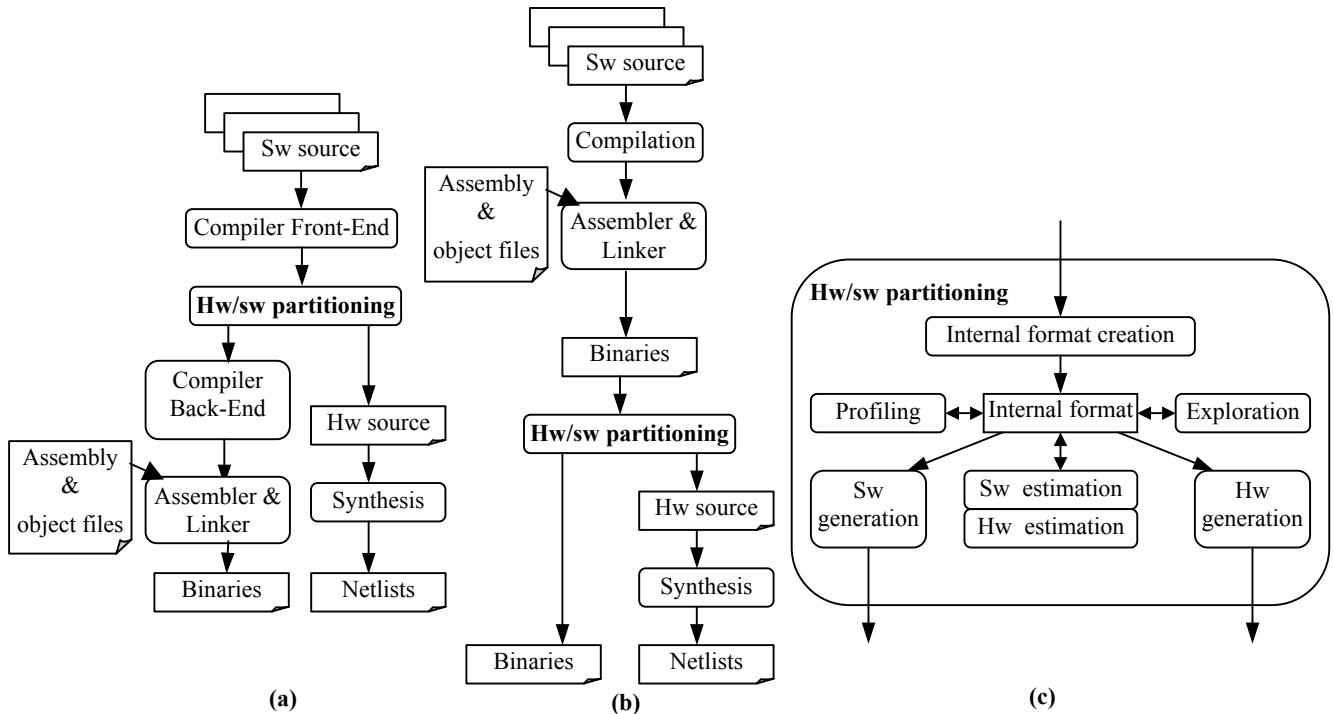 Sw source
Compiler Front-End
Hw/sw partitioning
Compiler
Back-End
Hw source
Assembly
&
object files
Assembler &
Linker
Synthesis
Binaries
Netlists
(a)
Sw source
Compilation
Assembly
&
object files
Assembler &
Linker
Binaries
Hw/sw partitioning
Hw source
Synthesis
Binaries
Netlists
(b)
Hw/sw partitioning
Internal format creation
Profiling
Internal format
Exploration
Sw
generation
Sw estimation
Hw estimation
Hw
generation
(c)